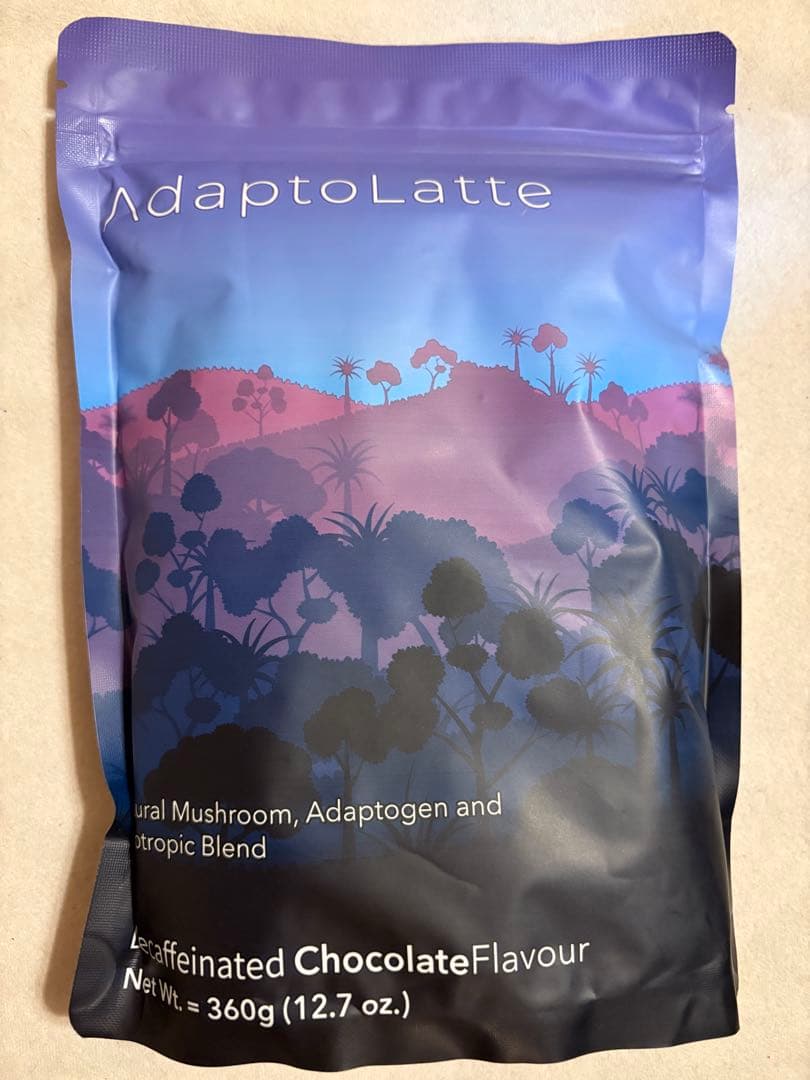 AdaptoLatte
ural Mushroom, Adaptogen and
otropic Blend
Decaffeinated ChocolateFlavour
Net Wt. = 360g (12.7 oz.)